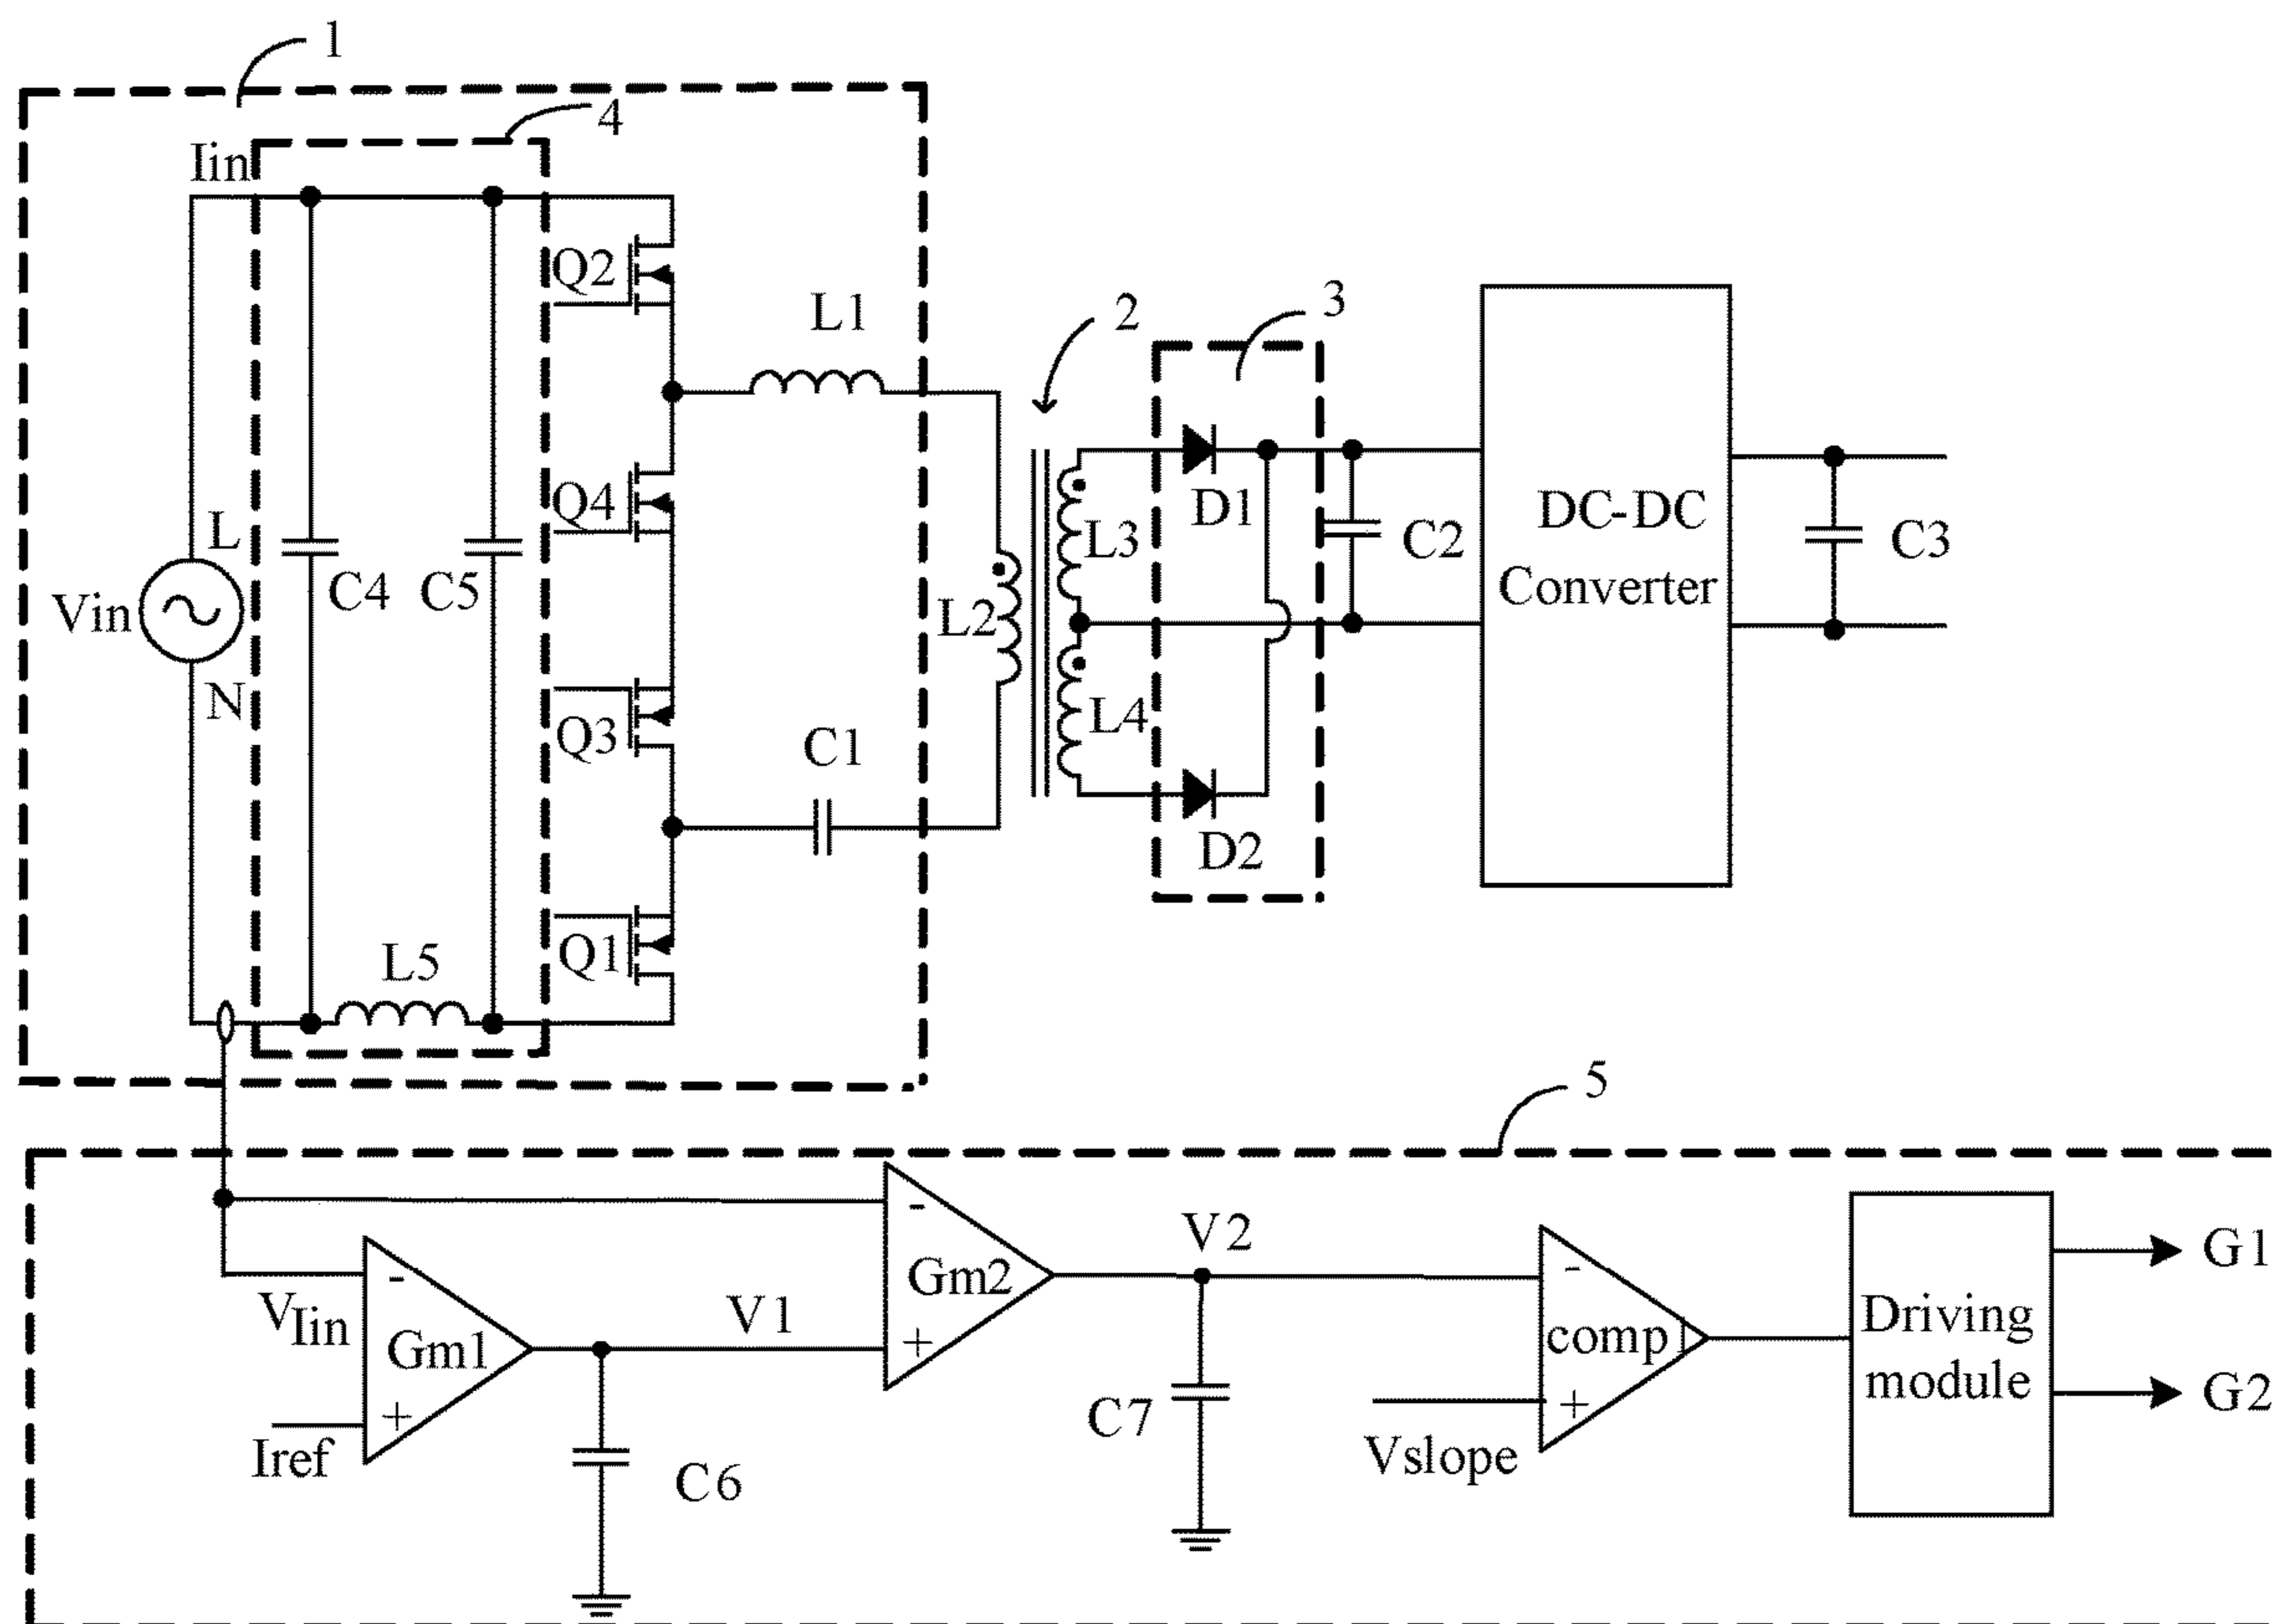 1
4
Iin
Q2
L1
2
3
Q4
D1
DC-DC
Converter
L3
C2
C3
L
Vin
C4
C5
L2
N
Q3
L4
C1
D2
Q1
L5
5
-
V2
-
Gm2
G1
VIin
Gm1
V1
+
-
comp1
Driving
module
Iref
+
C6
C7
Vslope
+
G2